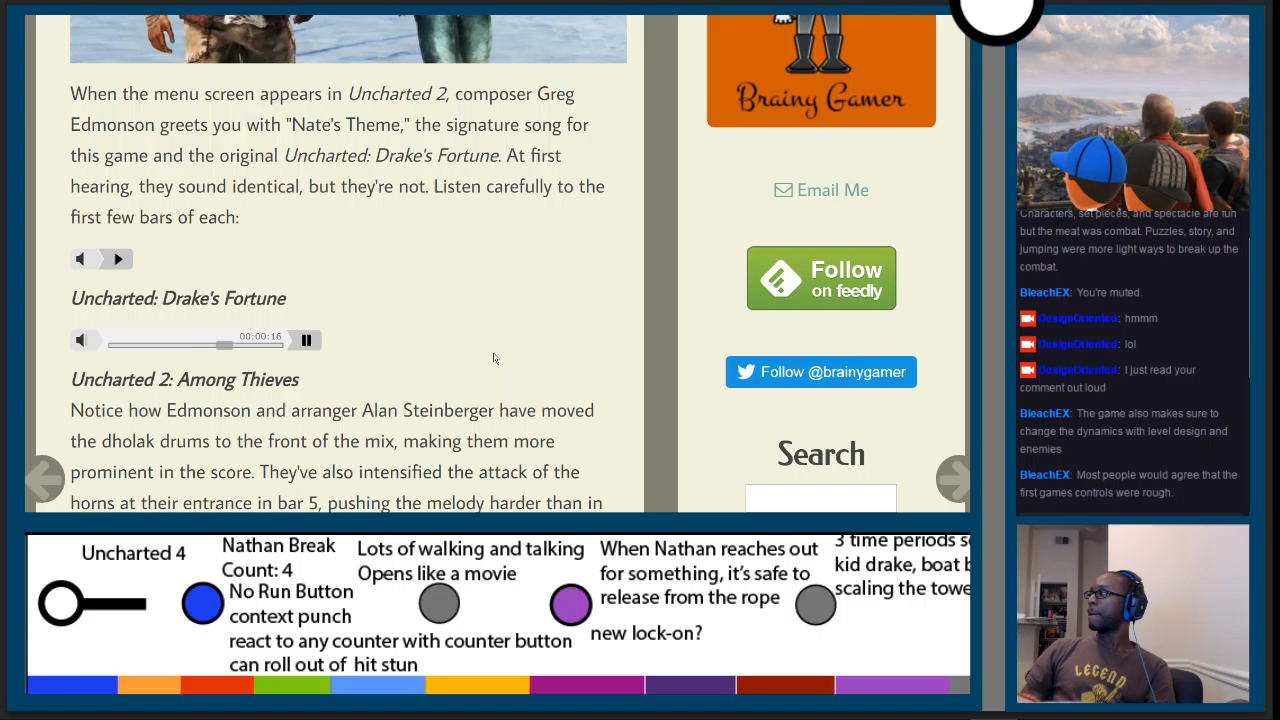 When the menu screen appears in Uncharted 2, composer Greg
Edmonson greets you with "Nate's Theme," the signature song for
this game and the original Uncharted: Drake's Fortune. At first
hearing, they sound identical, but they're not. Listen carefully to the
first few bars of each:
Uncharted: Drake's Fortune
00:00:16
Uncharted 2: Among Thieves
Notice how Edmonson and arranger Alan Steinberger have moved
the dholak drums to the front of the mix, making them more
prominent in the score. They've also intensified the attack of the
horns at their entrance in bar 5, pushing the melody harder than in
Brainy Gamer
Email Me
Follow
on feedly
Follow @brainygamer
Search
Characters, set pieces, and spectacle are fun
but the meat was combat. Puzzles, story, and
jumping were more light ways to break up the
combat.
BleachEX: You're muted.
DesignOriented: hmmm
DesignOriented: lol
DesignOriented: I just read your
comment out loud
BleachEX: The game also makes sure to
change the dynamics with level design and
enemies
BleachEX: Most people would agree that the
first games controls were rough.
Uncharted 4
Nathan Break
Count: 4
No Run Button
context punch
react to any counter with counter button
can roll out of hit stun
Lots of walking and talking
Opens like a movie
When Nathan reaches out
for something, it's safe to
release from the rope
new lock-on?
3 time periods
kid drake, boat
scaling the
LEGEND